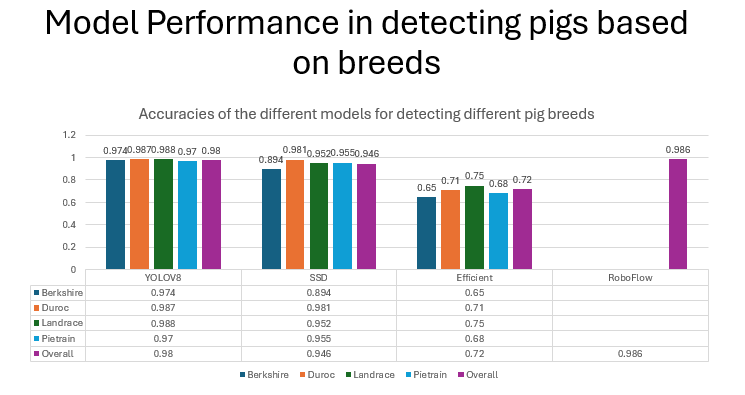 Model Performance in detecting pigs based
on breeds
Accuracies of the different models for detecting different pig breeds
1.2
1
0.8
0.6
0.4
0.2
0
0.974 0.987 0.988 0.97 0.98
0.894 0.981 0.952 0.955 0.946
0.65 0.71 0.75 0.68 0.72
0.986
YOLOV8 SSD Efficient RoboFlow
Berkshire 0.974 0.894 0.65
Duroc 0.987 0.981 0.71
Landrace 0.988 0.952 0.75
Pietrain 0.97 0.955 0.68
Overall 0.98 0.946 0.72 0.986
Berkshire Duroc Landrace Pietrain Overall